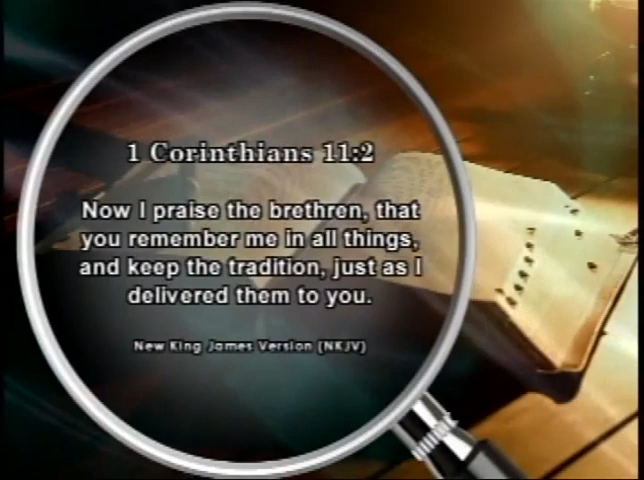 1 Corinthians 11:2
Now I praise the brethren, that
you remember me in all things,
and keep the tradition, just as I
delivered them to you.
New King James Version (NKJV)